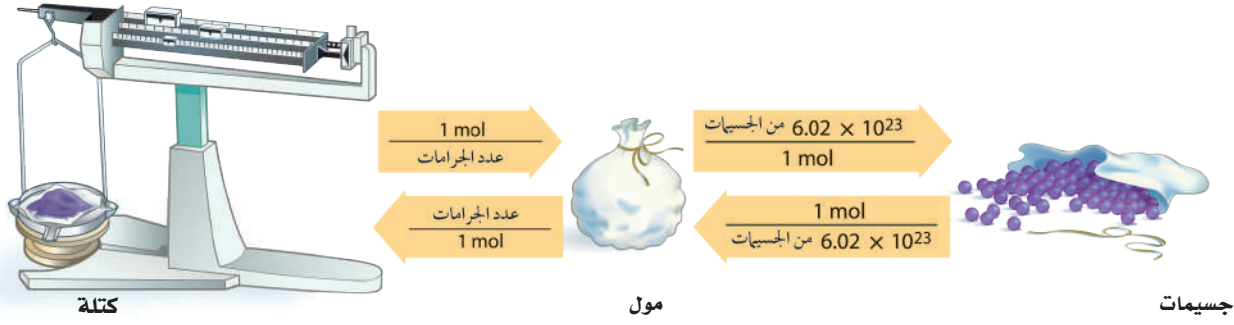 1 mol
عدد الجرامات
6.02 × 10²³ من الجسيمات
1 mol
عدد الجرامات
1 mol
1 mol
6.02 × 10²³ من الجسيمات
كتلة
مول
جسيمات